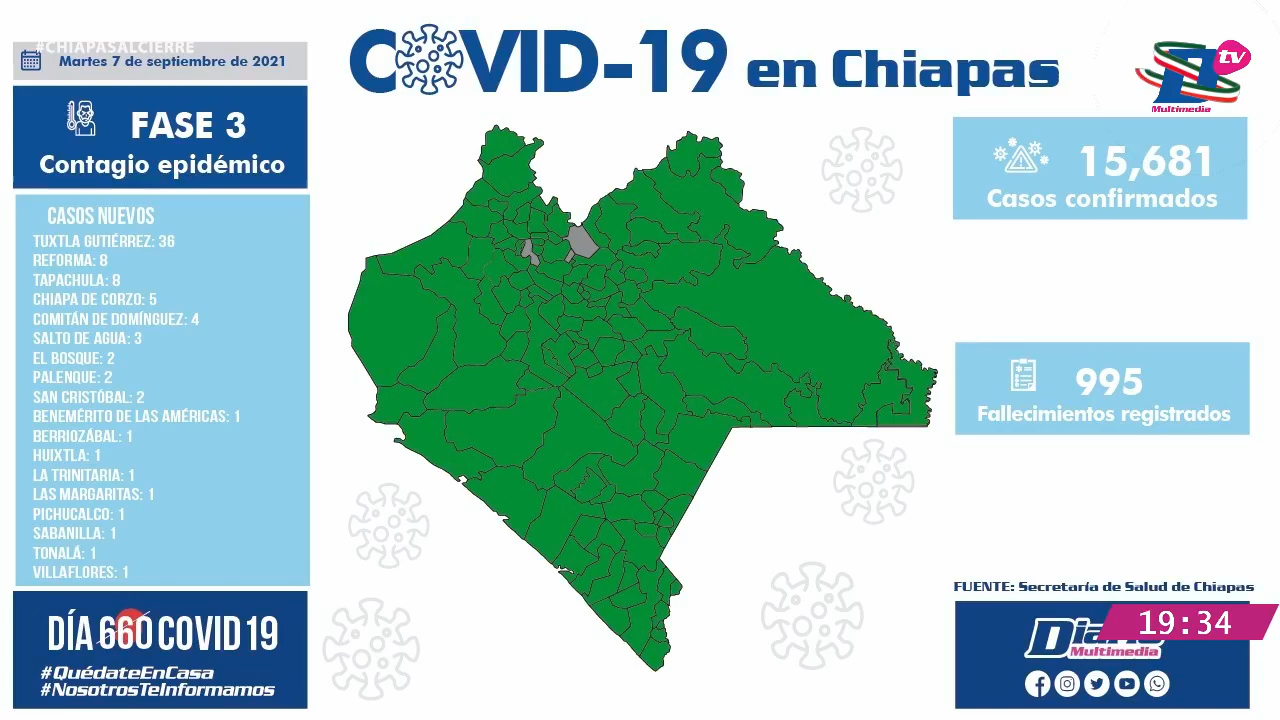 #CHIAPASALCIERRE
Martes 7 de septiembre de 2021
FASE 3
Contagio epidémico
CASOS NUEVOS
TUXTLA GUTIÉRREZ: 36
REFORMA: 8
TAPACHULA: 8
CHIAPA DE CORZO: 5
COMITÁN DE DOMÍNGUEZ: 4
SALTO DE AGUA: 3
EL BOSQUE: 2
PALENQUE: 2
SAN CRISTÓBAL: 2
BENEMÉRITO DE LAS AMÉRICAS: 1
BERRIOZÁBAL: 1
HUIXTLA: 1
LA TRINITARIA: 1
LAS MARGARITAS: 1
PICHUCALCO: 1
SABANILLA: 1
TONALÁ: 1
VILLAFLORES: 1
DÍA 660 COVID 19
#QuédateEnCasa
#NosotrosTeInformamos
COVID-19 en Chiapas
tv
Multimedia
15,681
Casos confirmados
995
Fallecimientos registrados
FUENTE: Secretaría de Salud de Chiapas
19:34
Multimedia